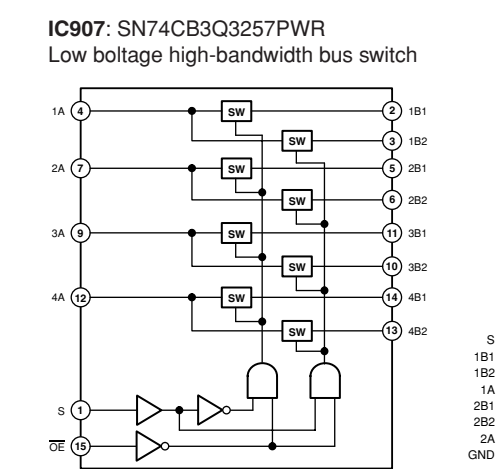 IC907: SN74CB3Q3257PWR
Low boltage high-bandwidth bus switch
1A 4 SW 2 1B1
SW 3 1B2
2A 7 SW 5 2B1
SW 6 2B2
3A 9 SW 11 3B1
SW 10 3B2
4A 12 SW 14 4B1
SW 13 4B2
S 1
OE 15
S
1B1
1B2
1A
2B1
2B2
2A
GND